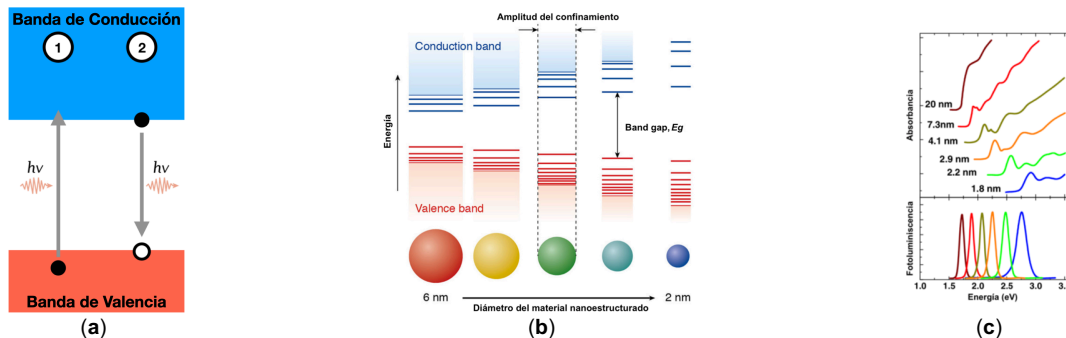 Banda de Conducción
1
2
hν
hν
Banda de Valencia
(a)
Amplitud del confinamiento
Conduction band
Energía
Band gap, Eg
Valence band
6 nm
2 nm
Diámetro del material nanoestructurado
(b)
Absorbancia
20 nm
7.3nm
4.1 nm
2.9 nm
2.2 nm
1.8 nm
Fotoluminiscencia
1.0
1.5
2.0
2.5
3.0
3.5
Energía (eV)
(c)